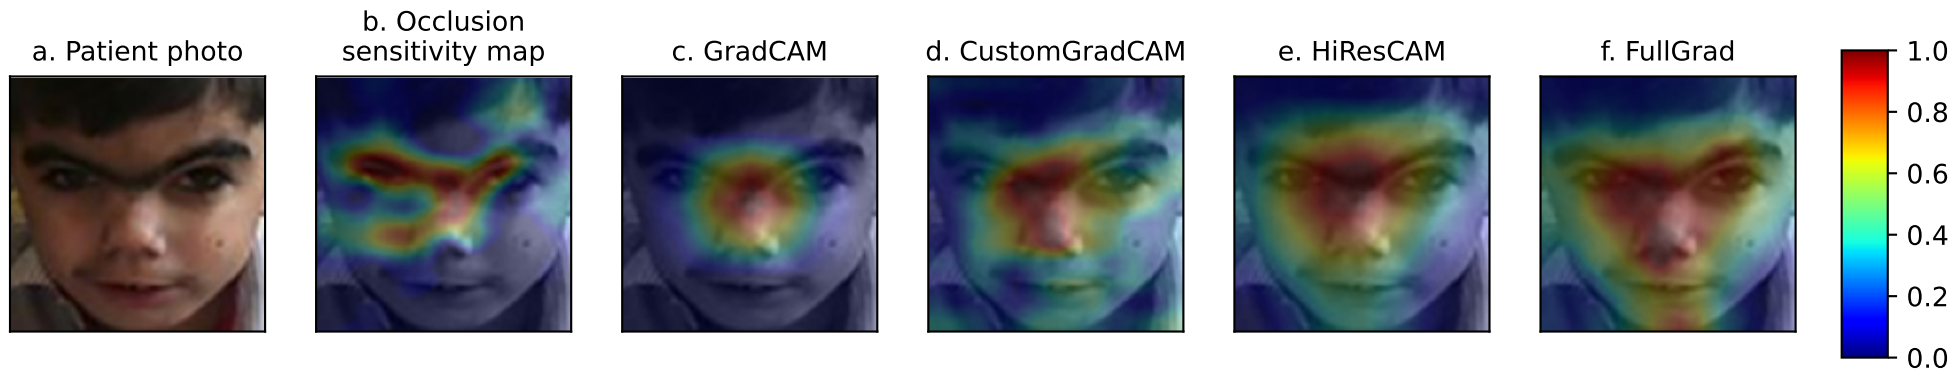 a. Patient photo
b. Occlusion
sensitivity map
c. GradCAM
d. CustomGradCAM
e. HiResCAM
f. FullGrad
1.0
0.8
0.6
0.4
0.2
0.0